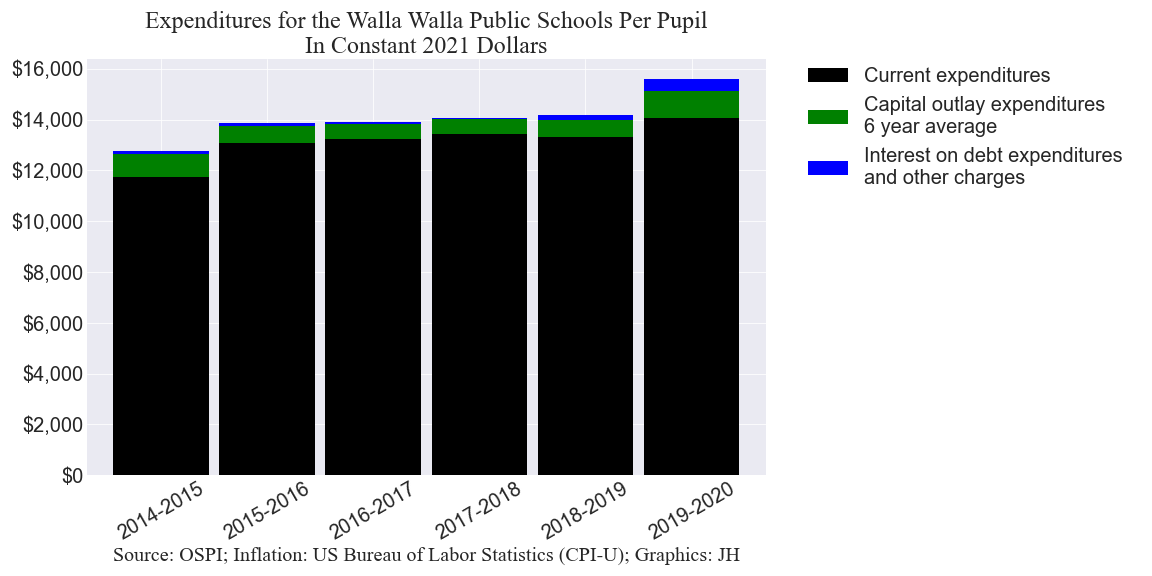 Expenditures for the Walla Walla Public Schools Per Pupil
In Constant 2021 Dollars
$16,000
$14,000
$12,000
$10,000
$8,000
$6,000
$4,000
$2,000
$0
2014-2015
2015-2016
2016-2017
2017-2018
2018-2019
2019-2020
Source: OSPI; Inflation: US Bureau of Labor Statistics (CPI-U); Graphics: JH
Current expenditures
Capital outlay expenditures
6 year average
Interest on debt expenditures
and other charges